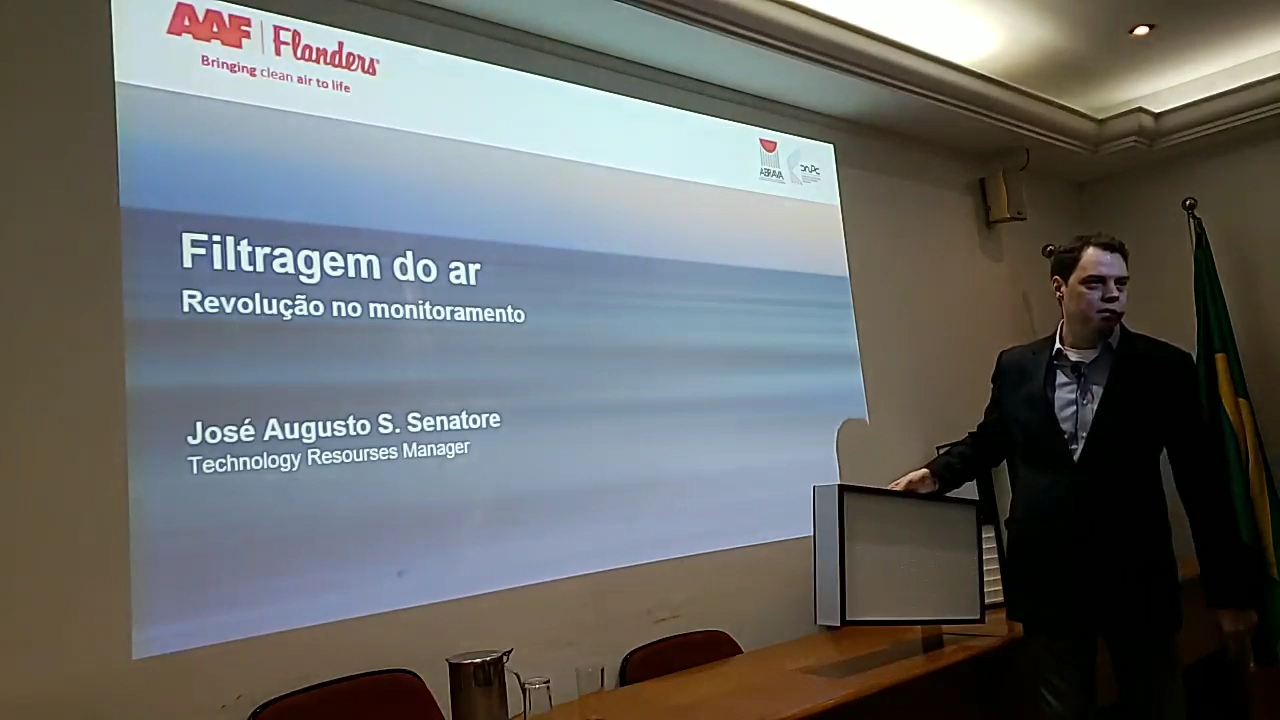 AAF Flanders
Bringing clean air to life
ABRAVA
Filtragem do ar
Revolução no monitoramento
José Augusto S. Senatore
Technology Resourses Manager